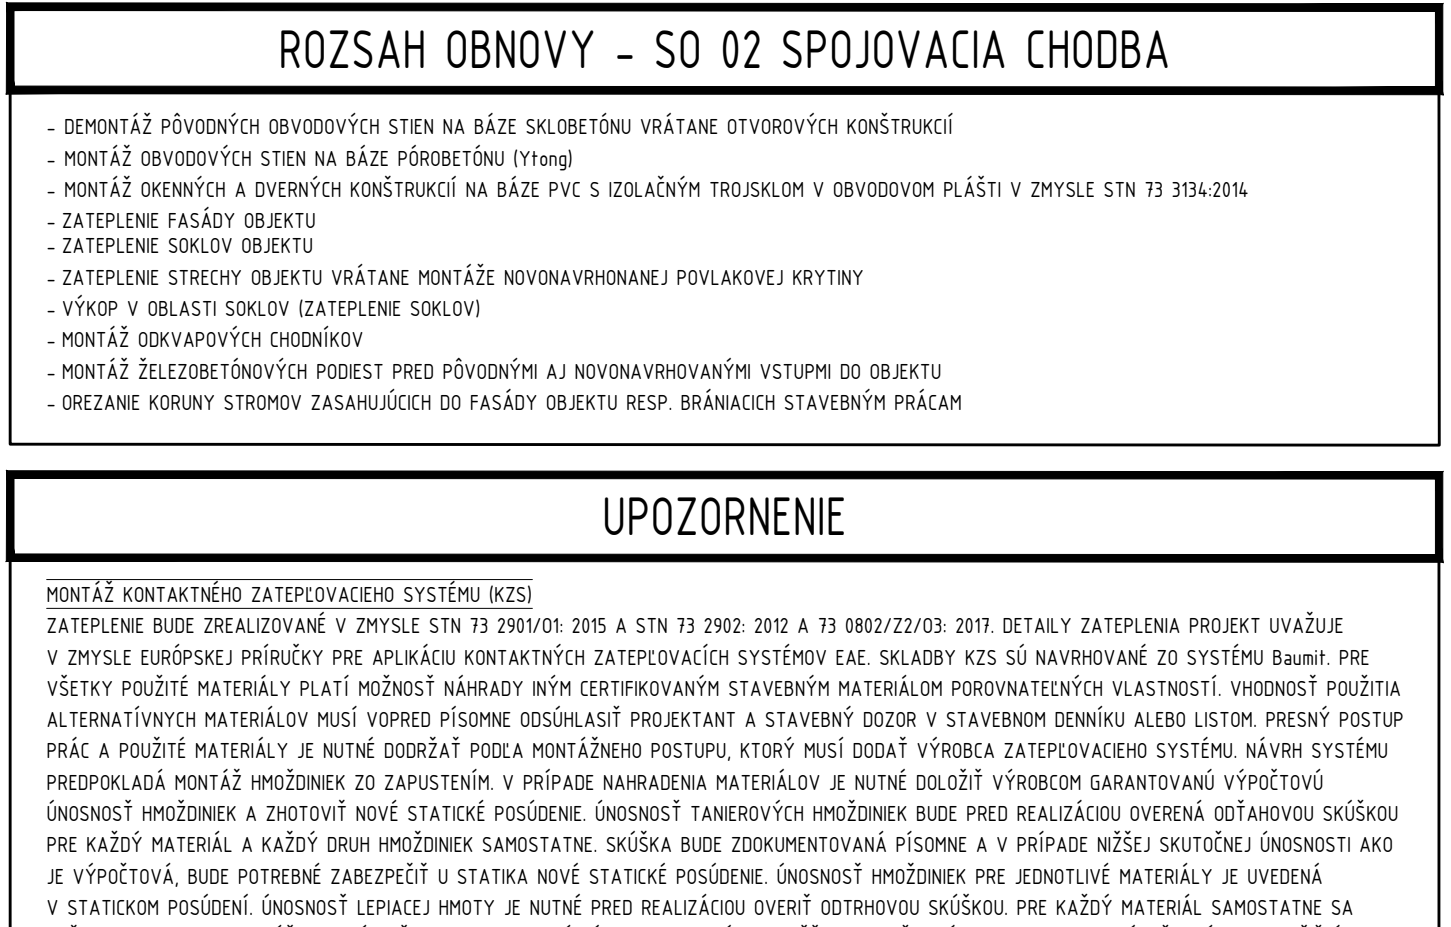 ROZSAH OBNOVY - SO 02 SPOJOVACIA CHODBA
- DEMONTÁŽ PÔVODNÝCH OBVODOVÝCH STIEN NA BÁZE SKLOBETÓNU VRÁTANE OTVOROVÝCH KONŠTRUKCIÍ
- MONTÁŽ OBVODOVÝCH STIEN NA BÁZE PÓROBETÓNU (Ytong)
- MONTÁŽ OKENNÝCH A DVERNÝCH KONŠTRUKCIÍ NA BÁZE PVC S IZOLAČNÝM TROJSKLOM V OBVODOVOM PLÁŠTI V ZMYSLE STN 73 3134:2014
- ZATEPLENIE FASÁDY OBJEKTU
- ZATEPLENIE SOKLOV OBJEKTU
- ZATEPLENIE STRECHY OBJEKTU VRÁTANE MONTÁŽE NOVONAVRHONANEJ POVLAKOVEJ KRYTINY
- VÝKOP V OBLASTI SOKLOV (ZATEPLENIE SOKLOV)
- MONTÁŽ ODKVAPOVÝCH CHODNÍKOV
- MONTÁŽ ŽELEZOBETÓNOVÝCH PODIEST PRED PÔVODNÝMI AJ NOVONAVRHOVANÝMI VSTUPMI DO OBJEKTU
- OREZANIE KORUNY STROMOV ZASAHUJÚCICH DO FASÁDY OBJEKTU RESP. BRÁNIACICH STAVEBNÝM PRÁCAM
UPOZORNENIE
MONTÁŽ KONTAKTNÉHO ZATEPĽOVACIEHO SYSTÉMU (KZS)
ZATEPLENIE BUDE ZREALIZOVANÉ V ZMYSLE STN 73 2901/O1: 2015 A STN 73 2902: 2012 A 73 0802/Z2/O3: 2017. DETAILY ZATEPLENIA PROJEKT UVAŽUJE
V ZMYSLE EURÓPSKEJ PRÍRUČKY PRE APLIKÁCIU KONTAKTNÝCH ZATEPĽOVACÍCH SYSTÉMOV EAE. SKLADBY KZS SÚ NAVRHOVANÉ ZO SYSTÉMU Baumit. PRE
VŠETKY POUŽITÉ MATERIÁLY PLATÍ MOŽNOSŤ NÁHRADY INÝM CERTIFIKOVANÝM STAVEBNÝM MATERIÁLOM POROVNATEĽNÝCH VLASTNOSTÍ. VHODNOSŤ POUŽITIA
ALTERNATÍVNYCH MATERIÁLOV MUSÍ VOPRED PÍSOMNE ODSÚHLASIŤ PROJEKTANT A STAVEBNÝ DOZOR V STAVEBNOM DENNÍKU ALEBO LISTOM. PRESNÝ POSTUP
PRÁC A POUŽITÉ MATERIÁLY JE NUTNÉ DODRŽAŤ PODĽA MONTÁŽNEHO POSTUPU, KTORÝ MUSÍ DODAŤ VÝROBCA ZATEPĽOVACIEHO SYSTÉMU. NÁVRH SYSTÉMU
PREDPOKLADÁ MONTÁŽ HMOŽDINIEK ZO ZAPUSTENÍM. V PRÍPADE NAHRADENIA MATERIÁLOV JE NUTNÉ DOLOŽIŤ VÝROBCOM GARANTOVANÚ VÝPOČTOVÚ
ÚNOSNOSŤ HMOŽDINIEK A ZHOTOVIŤ NOVÉ STATICKÉ POSÚDENIE. ÚNOSNOSŤ TANIEROVÝCH HMOŽDINIEK BUDE PRED REALIZÁCIOU OVERENÁ ODŤAHOVOU SKÚŠKOU
PRE KAŽDÝ MATERIÁL A KAŽDÝ DRUH HMOŽDINIEK SAMOSTATNE. SKÚŠKA BUDE ZDOKUMENTOVANÁ PÍSOMNE A V PRÍPADE NIŽŠEJ SKUTOČNEJ ÚNOSNOSTI AKO
JE VÝPOČTOVÁ, BUDE POTREBNÉ ZABEZPEČIŤ U STATIKA NOVÉ STATICKÉ POSÚDENIE. ÚNOSNOSŤ HMOŽDINIEK PRE JEDNOTLIVÉ MATERIÁLY JE UVEDENÁ
V STATICKOM POSÚDENÍ. ÚNOSNOSŤ LEPIACEJ HMOTY JE NUTNÉ PRED REALIZÁCIOU OVERIŤ ODTRHOVOU SKÚŠKOU. PRE KAŽDÝ MATERIÁL SAMOSTATNE SA